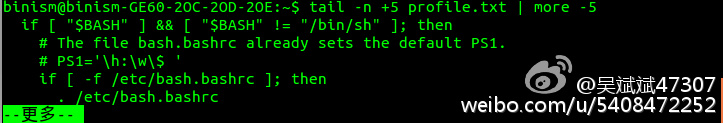 binism@binism-GE60-2OC-2OD-2OE:~$ tail -n +5 profile.txt | more -5
if [ "$BASH" ] && [ "$BASH" != "/bin/sh" ]; then
# The file bash.bashrc already sets the default PS1.
# PS1='\h:\w\$ '
if [ -f /etc/bash.bashrc ]; then
. /etc/bash.bashrc
--更多--
@吴斌斌47307
weibo.com/u/5408472252